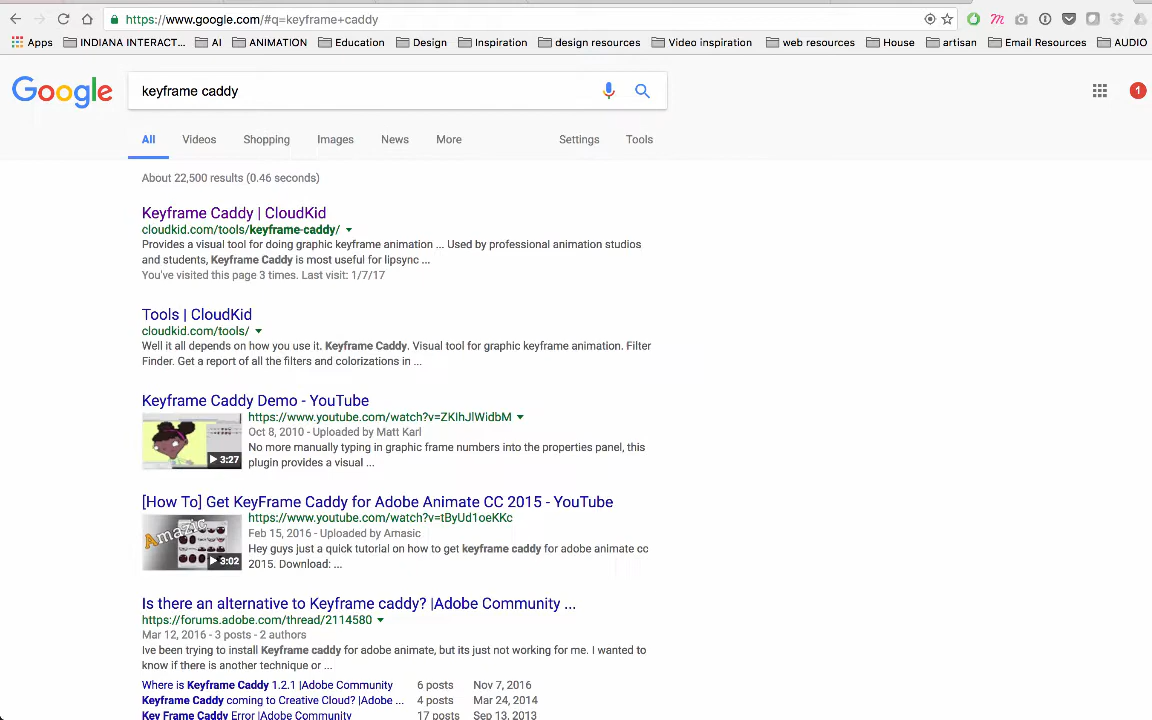 https://www.google.com/#q=keyframe+caddy
Apps INDIANA INTERACT... AI ANIMATION Education Design Inspiration design resources Video inspiration web resources House artisan Email Resources AUDIO
Google
keyframe caddy
1
All Videos Shopping Images News More Settings Tools
About 22,500 results (0.46 seconds)
Keyframe Caddy | CloudKid
cloudkid.com/tools/keyframe-caddy/
Provides a visual tool for doing graphic keyframe animation ... Used by professional animation studios
and students, Keyframe Caddy is most useful for lipsync ...
You've visited this page 3 times. Last visit: 1/7/17
Tools | CloudKid
cloudkid.com/tools/
Well it all depends on how you use it. Keyframe Caddy. Visual tool for graphic keyframe animation. Filter
Finder. Get a report of all the filters and colorizations in ...
Keyframe Caddy Demo - YouTube
https://www.youtube.com/watch?v=ZKIhJlWidbM
Oct 8, 2010 - Uploaded by Matt Karl
No more manually typing in graphic frame numbers into the properties panel, this
plugin provides a visual ...
3:27
[How To] Get KeyFrame Caddy for Adobe Animate CC 2015 - YouTube
https://www.youtube.com/watch?v=tByUd1oeKKc
Feb 15, 2016 - Uploaded by Amasic
Hey guys just a quick tutorial on how to get keyframe caddy for adobe animate cc
2015. Download: ...
Amazic
3:02
Is there an alternative to Keyframe caddy? |Adobe Community ...
https://forums.adobe.com/thread/2114580
Mar 12, 2016 - 3 posts - 2 authors
Ive been trying to install Keyframe caddy for adobe animate, but its just not working for me. I wanted to
know if there is another technique or ...
Where is Keyframe Caddy 1.2.1 |Adobe Community 6 posts Nov 7, 2016
Keyframe Caddy coming to Creative Cloud? |Adobe ... 4 posts Mar 24, 2014
Key Frame Caddy Error |Adobe Community 17 posts Sep 13, 2013